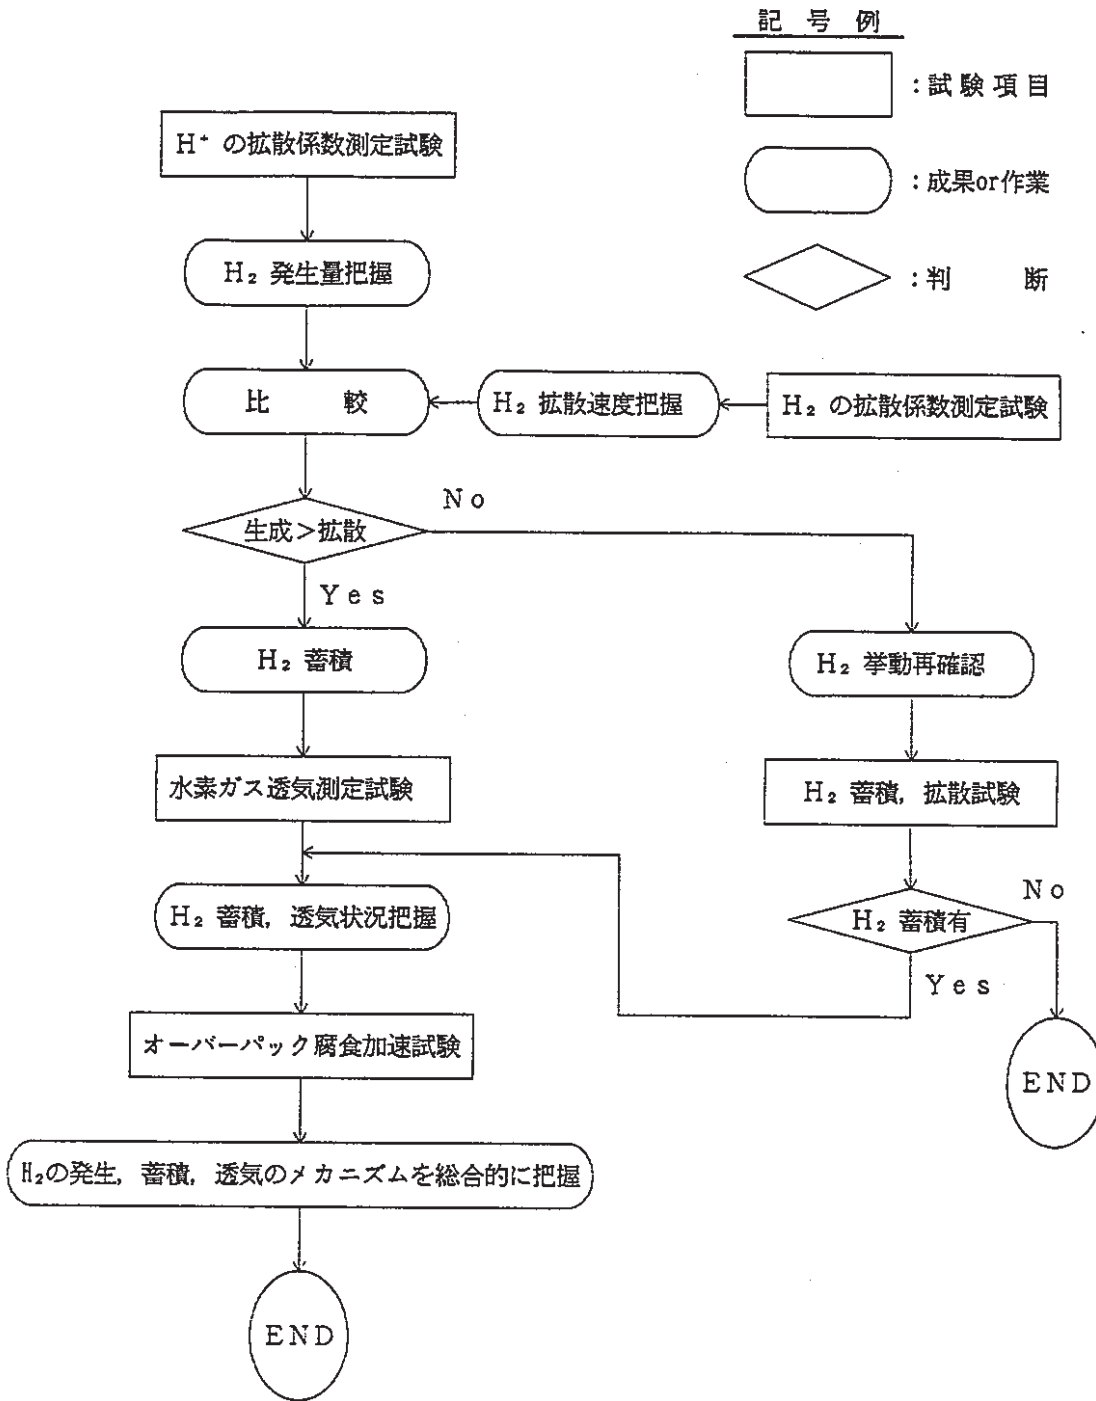 記号例
:試験項目
:成果or作業
:判断
H⁺ の拡散係数測定試験
H₂ 発生量把握
比較
H₂ 拡散速度把握
H₂ の拡散係数測定試験
生成>拡散
No
Yes
H₂ 蓄積
H₂ 挙動再確認
水素ガス透気測定試験
H₂ 蓄積, 拡散試験
H₂ 蓄積, 透気状況把握
H₂ 蓄積有
No
Yes
オーバーパック腐食加速試験
END
H₂の発生, 蓄積, 透気のメカニズムを総合的に把握
END